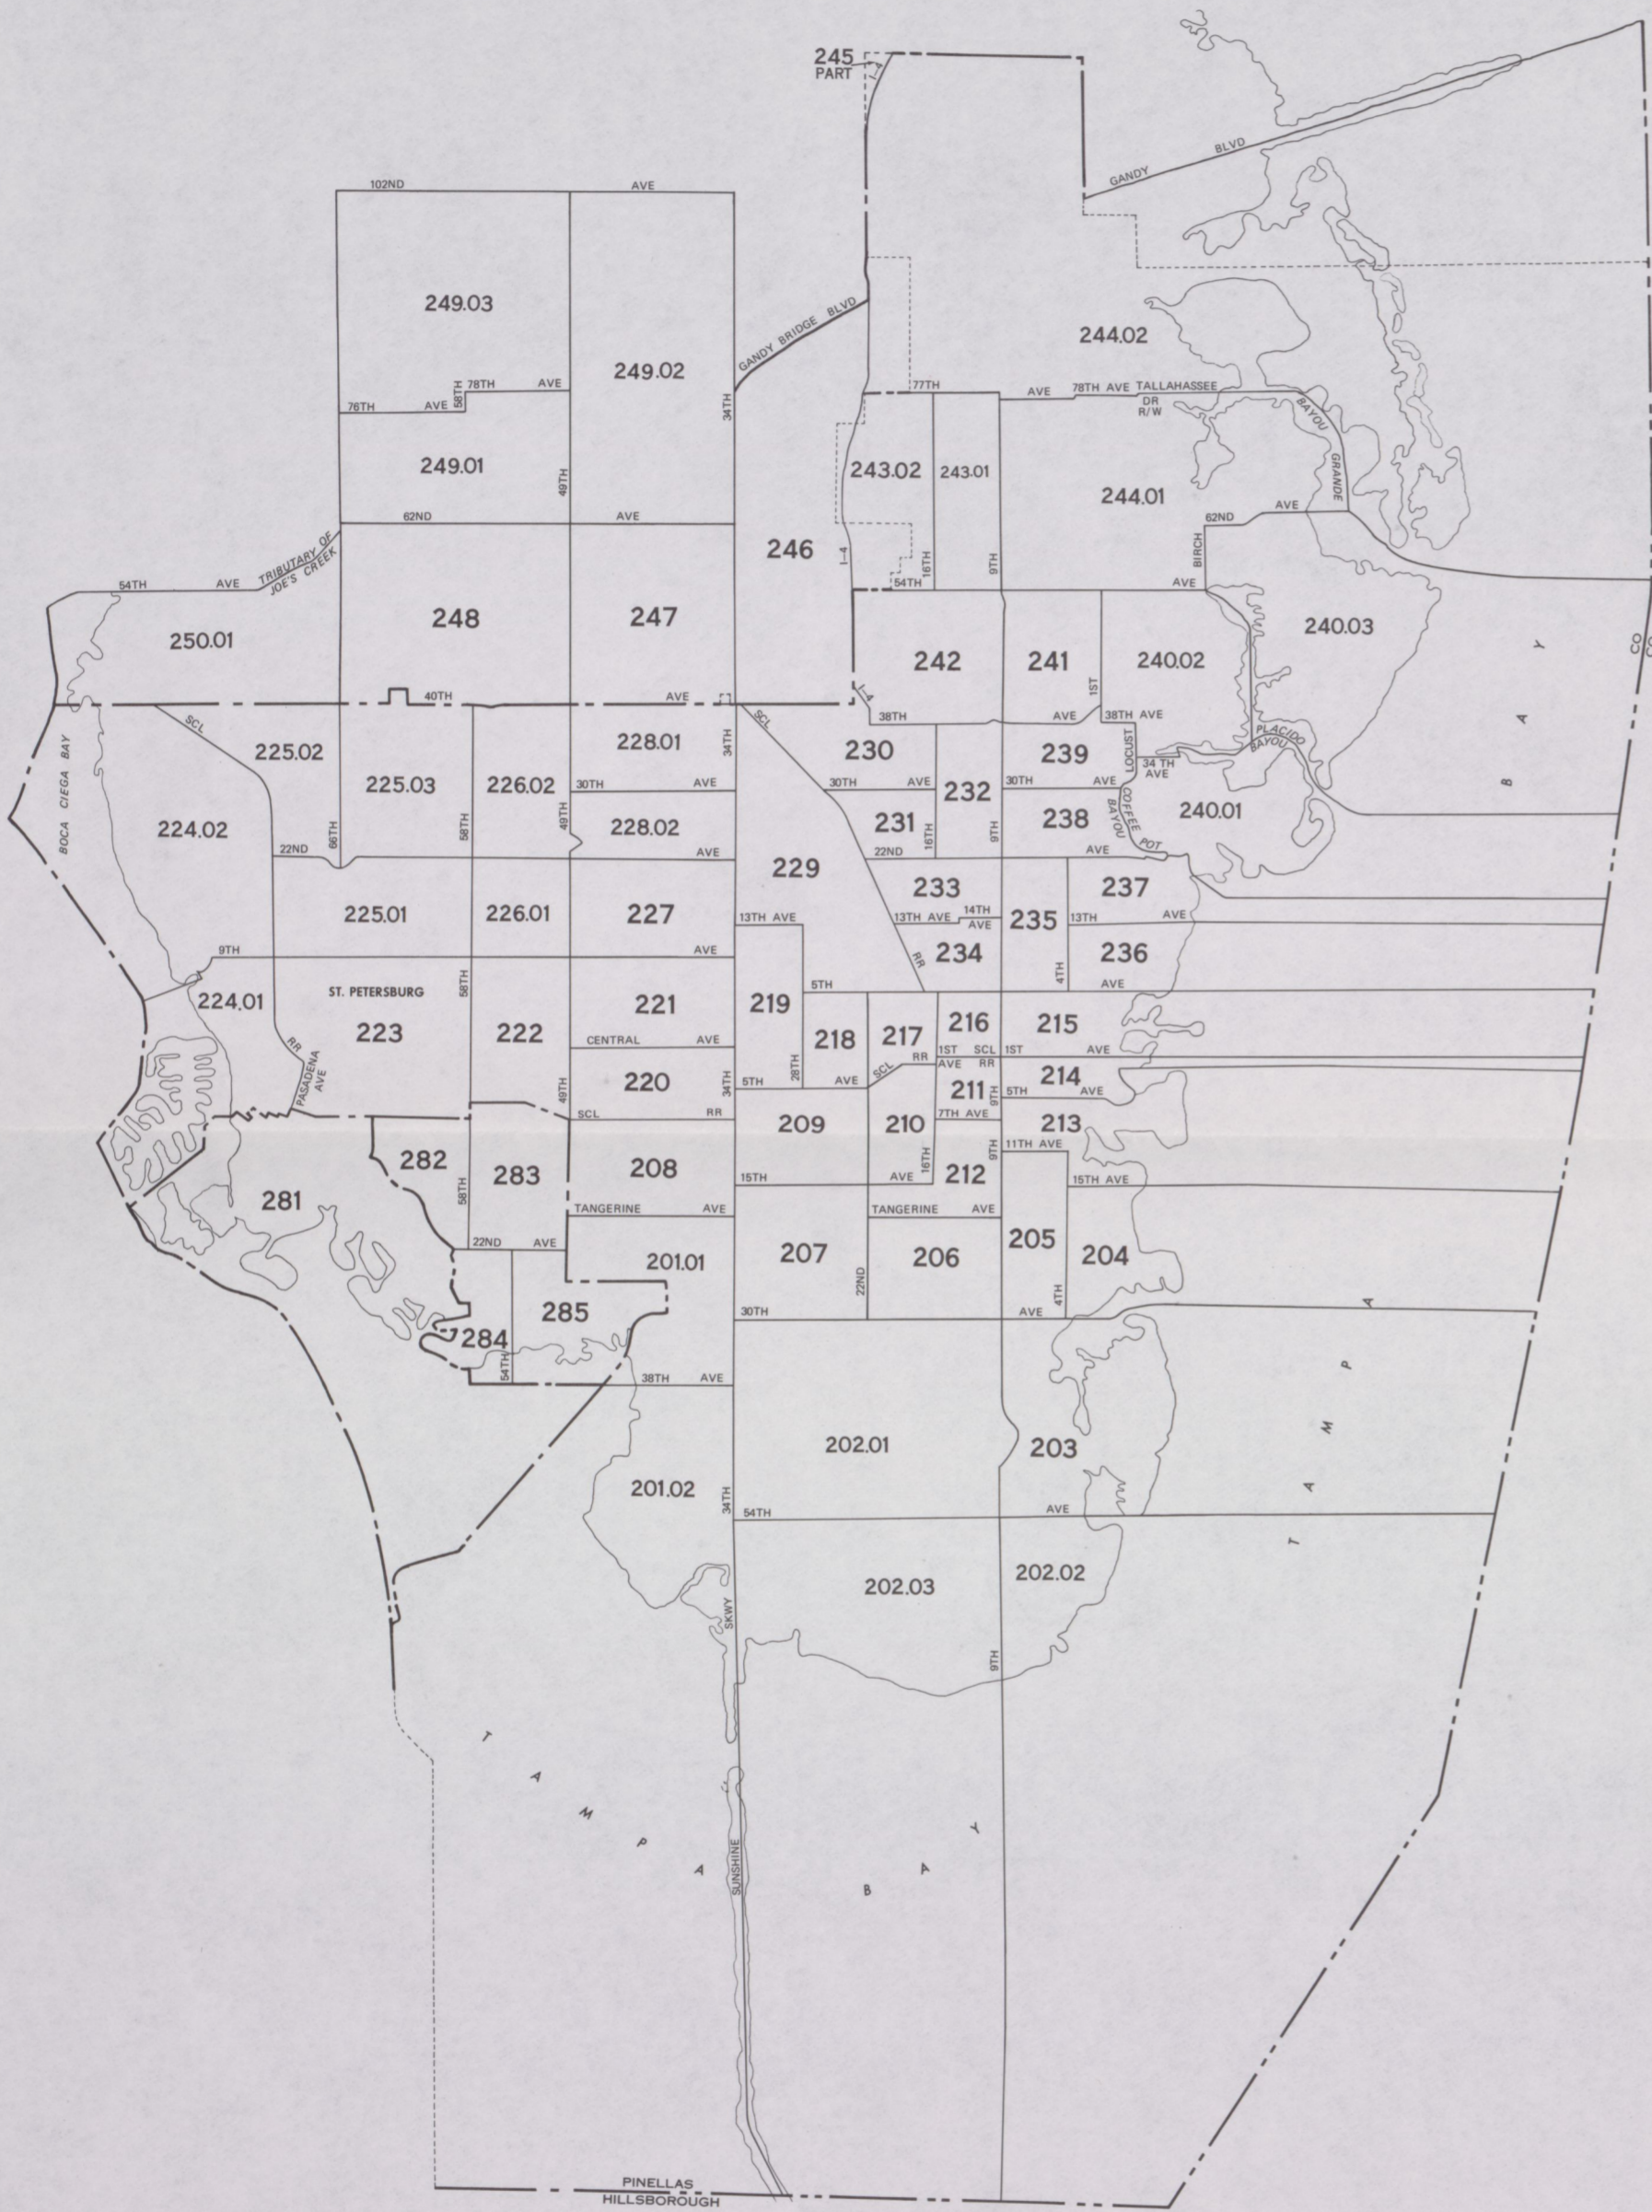 245
PART
I-4
GANDY BLVD
102ND AVE
249.03
249.02
GANDY BRIDGE BLVD
244.02
78TH AVE
58TH
76TH AVE
34TH
77TH AVE
78TH AVE TALLAHASSEE
DR
R/W
BAYOU GRANDE
249.01
49TH
243.02
243.01
244.01
62ND AVE
246
I-4
16TH
9TH
62ND AVE
BIRCH
TRIBUTARY OF
JOE'S CREEK
54TH AVE
54TH AVE
250.01
248
247
242
241
240.02
240.03
1ST
CO
CO
40TH AVE
I-4
38TH AVE
38TH AVE
SCL
SCL
BOCA CIEGA BAY
225.02
228.01
34TH
230
239
LOCUST
34 TH
AVE
PLACIDO
BAYOU
225.03
226.02
30TH AVE
30TH AVE
232
30TH AVE
COFFEE POT
BAYOU
240.01
224.02
66TH
58TH
49TH
228.02
231
16TH
9TH
238
22ND AVE
229
22ND AVE
233
237
225.01
226.01
227
13TH AVE
13TH AVE
14TH
AVE
235
13TH AVE
234
RR
4TH
236
9TH AVE
5TH AVE
224.01
ST. PETERSBURG
223
58TH
222
221
219
218
217
216
215
RR
PASADENA
AVE
CENTRAL AVE
28TH
SCL RR
1ST SCL
AVE RR
1ST AVE
49TH
220
34TH
5TH AVE
211
9TH
214
5TH AVE
SCL RR
209
210
7TH AVE
213
9TH
11TH AVE
282
283
208
15TH AVE
16TH
212
15TH AVE
281
58TH
TANGERINE AVE
TANGERINE AVE
22ND AVE
201.01
207
22ND
206
205
204
4TH
285
284
54TH
30TH AVE
38TH AVE
202.01
203
201.02
34TH
54TH AVE
202.03
202.02
SKWY
9TH
TAMPA BAY
TAMPA BAY
SUNSHINE
PINELLAS
HILLSBOROUGH